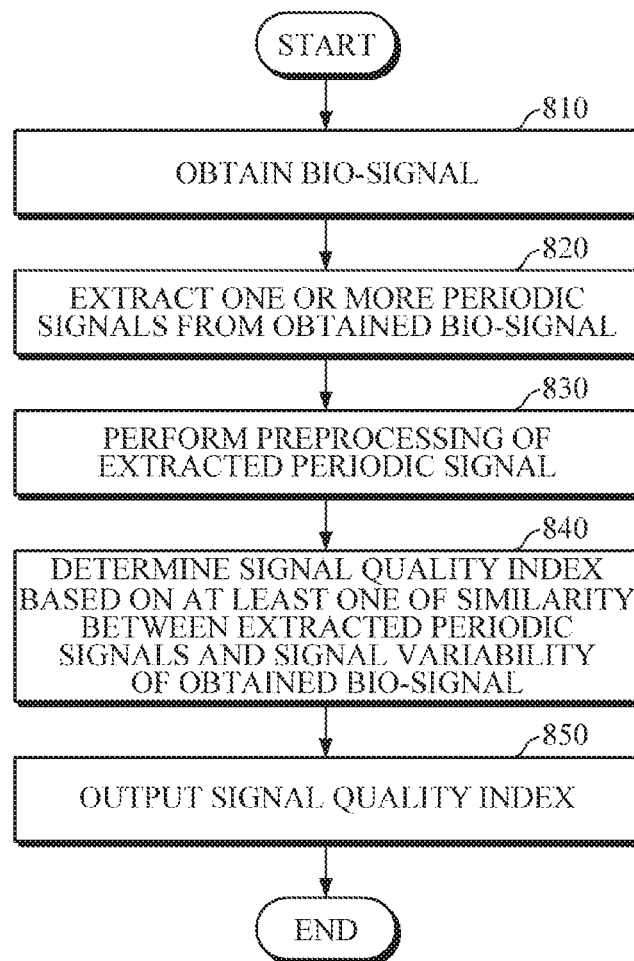 START
810
OBTAIN BIO-SIGNAL
820
EXTRACT ONE OR MORE PERIODIC
SIGNALS FROM OBTAINED BIO-SIGNAL
830
PERFORM PREPROCESSING OF
EXTRACTED PERIODIC SIGNAL
840
DETERMINE SIGNAL QUALITY INDEX
BASED ON AT LEAST ONE OF SIMILARITY
BETWEEN EXTRACTED PERIODIC
SIGNALS AND SIGNAL VARIABILITY
OF OBTAINED BIO-SIGNAL
850
OUTPUT SIGNAL QUALITY INDEX
END